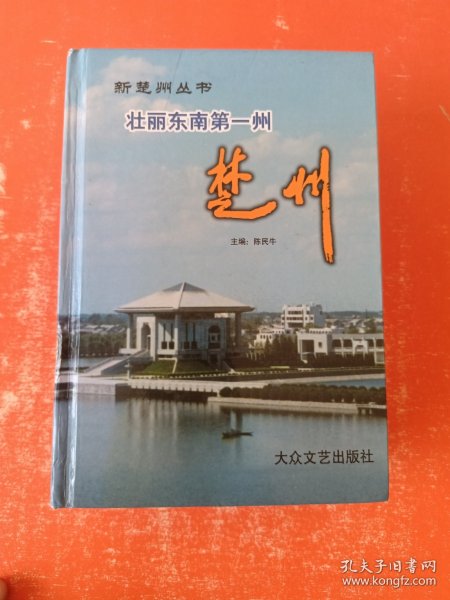 新楚州丛书
壮丽东南第一州
楚州
主编：陈民牛
大众文艺出版社
孔夫子旧书网
www.kongfz.com